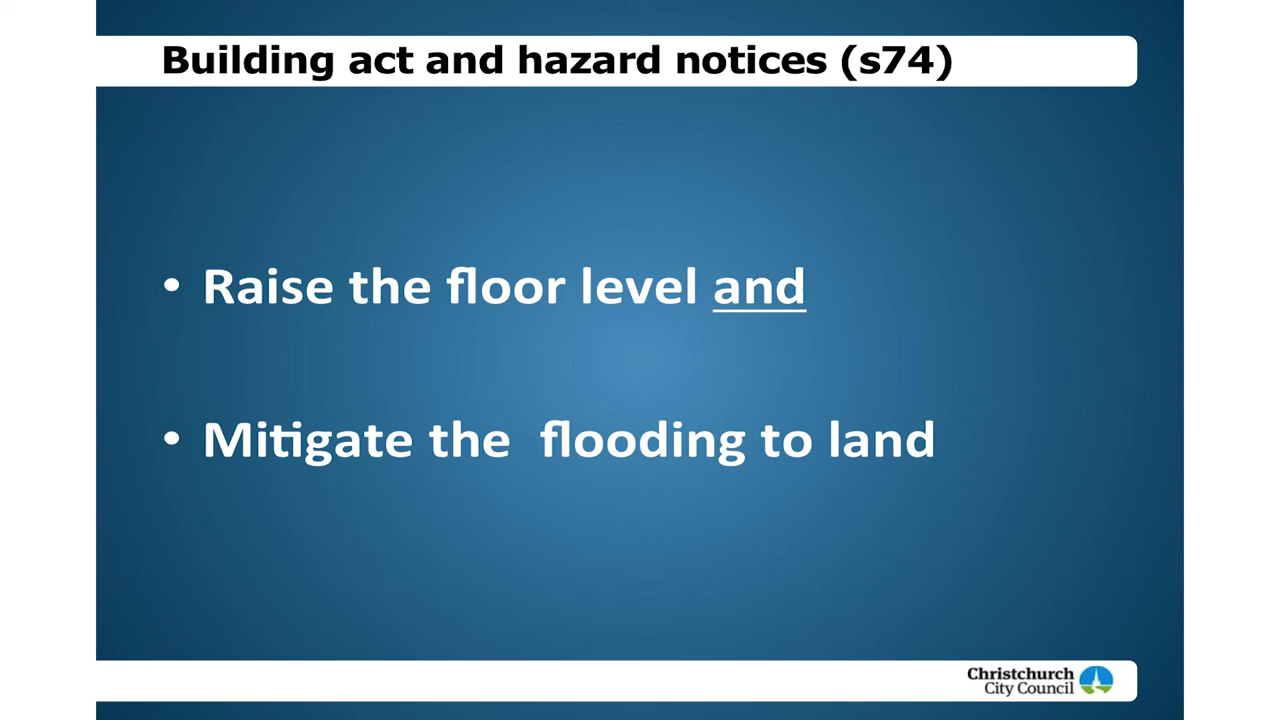 Building act and hazard notices (s74)
• Raise the floor level and
• Mitigate the  flooding to land
Christchurch
City Council